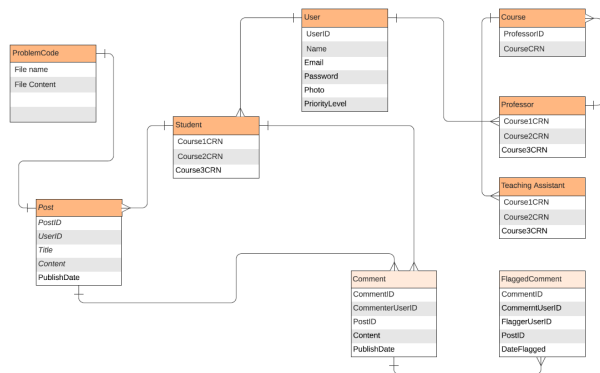 User
UserID
Name
Email
Password
Photo
PriorityLevel
Course
ProfessorID
CourseCRN
ProblemCode
File name
File Content
Student
Course1CRN
Course2CRN
Course3CRN
Professor
Course1CRN
Course2CRN
Course3CRN
Teaching Assistant
Course1CRN
Course2CRN
Course3CRN
Post
PostID
UserID
Title
Content
PublishDate
Comment
CommentID
CommenterUserID
PostID
Content
PublishDate
FlaggedComment
CommentID
CommerntUserID
FlaggerUserID
PostID
DateFlagged